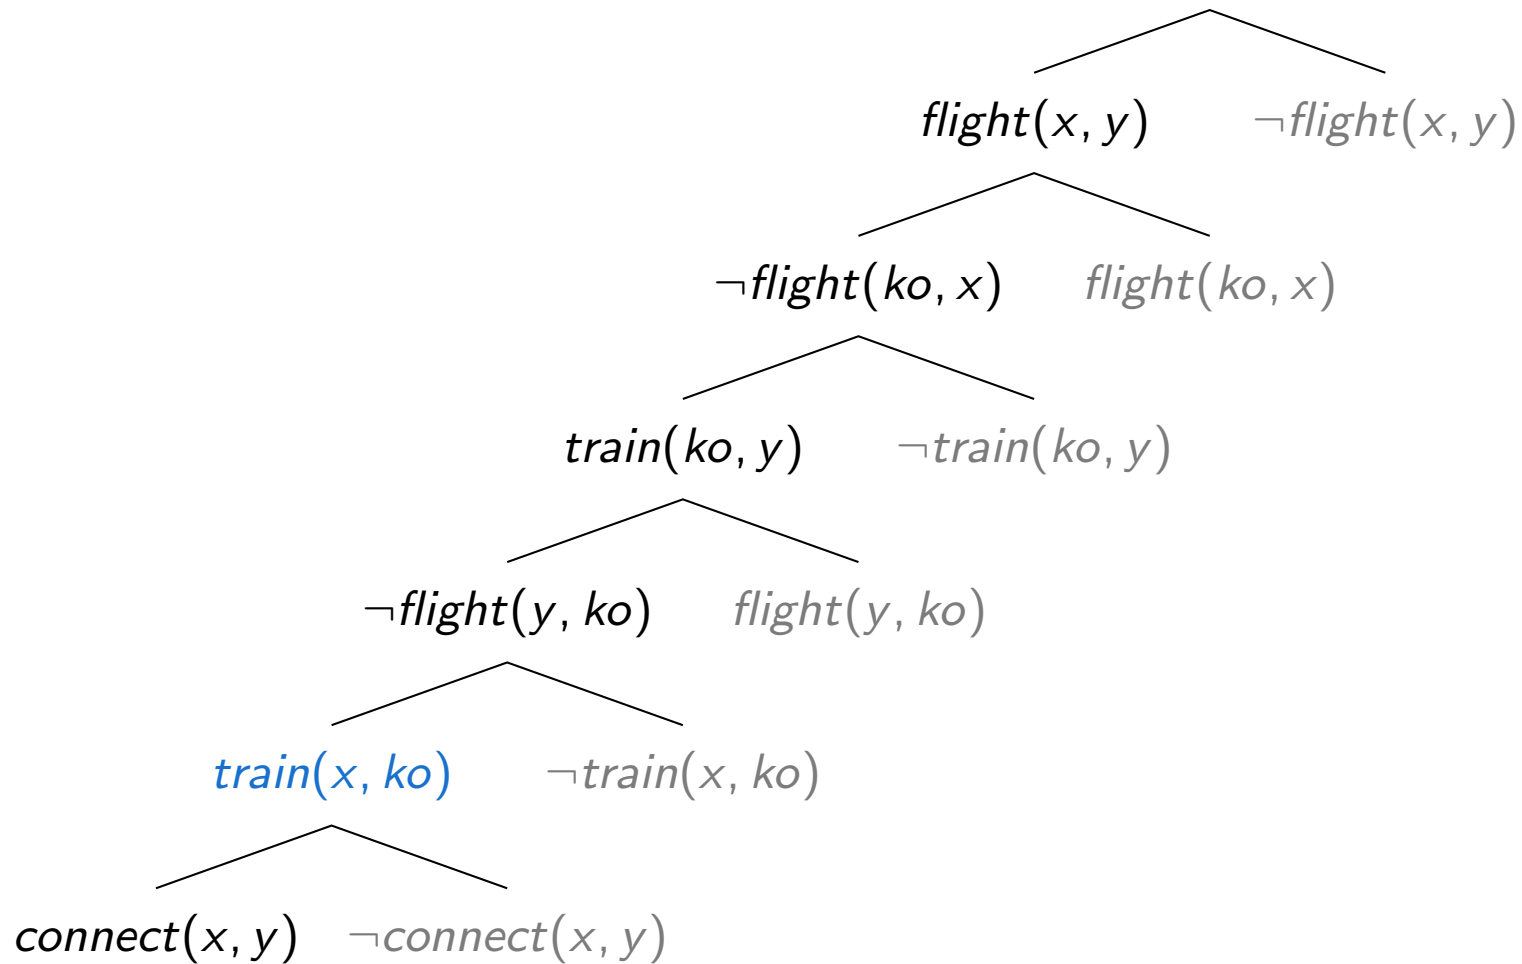 flight(x, y) ¬flight(x, y)
¬flight(ko, x) flight(ko, x)
train(ko, y) ¬train(ko, y)
¬flight(y, ko) flight(y, ko)
train(x, ko) ¬train(x, ko)
connect(x, y) ¬connect(x, y)